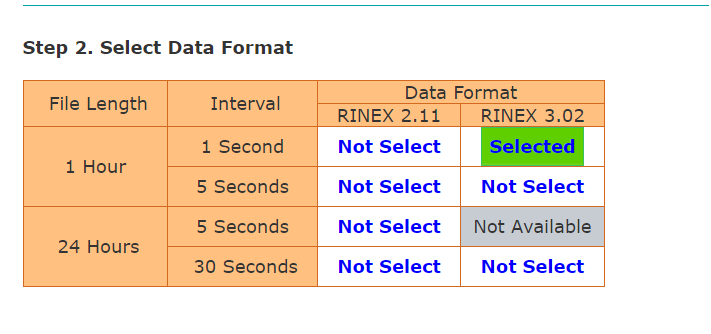 Step 2. Select Data Format
File Length Interval Data Format
RINEX 2.11 RINEX 3.02
1 Hour
1 Second Not Select Selected
5 Seconds Not Select Not Select
24 Hours
5 Seconds Not Select Not Available
30 Seconds Not Select Not Select